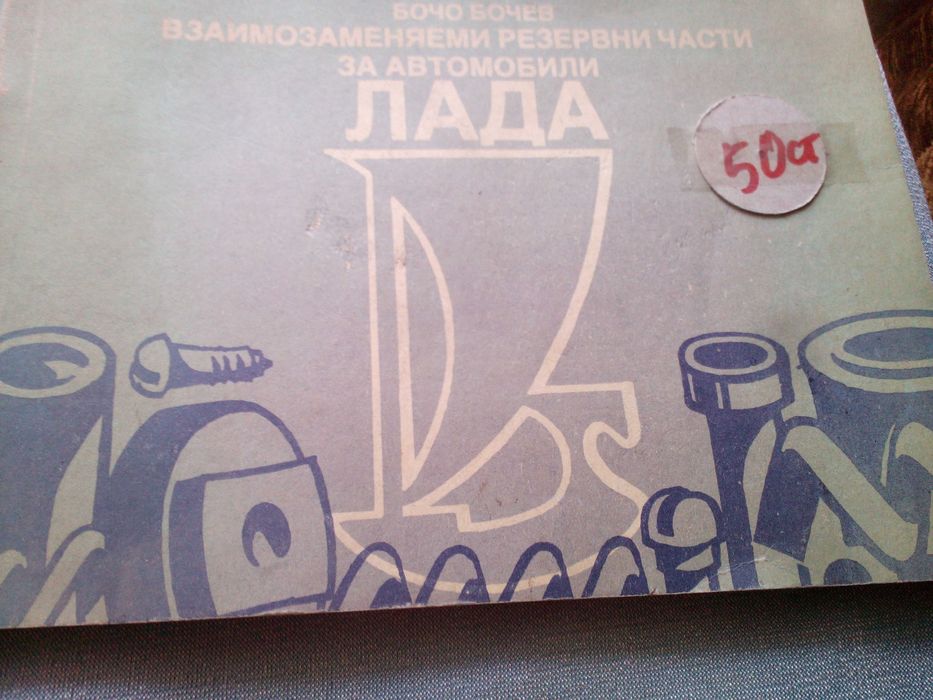 БОЧО БОЧЕВ
ВЗАИМОЗАМЕНЯЕМИ РЕЗЕРВНИ ЧАСТИ
ЗА АВТОМОБИЛИ
ЛАДА
50ст